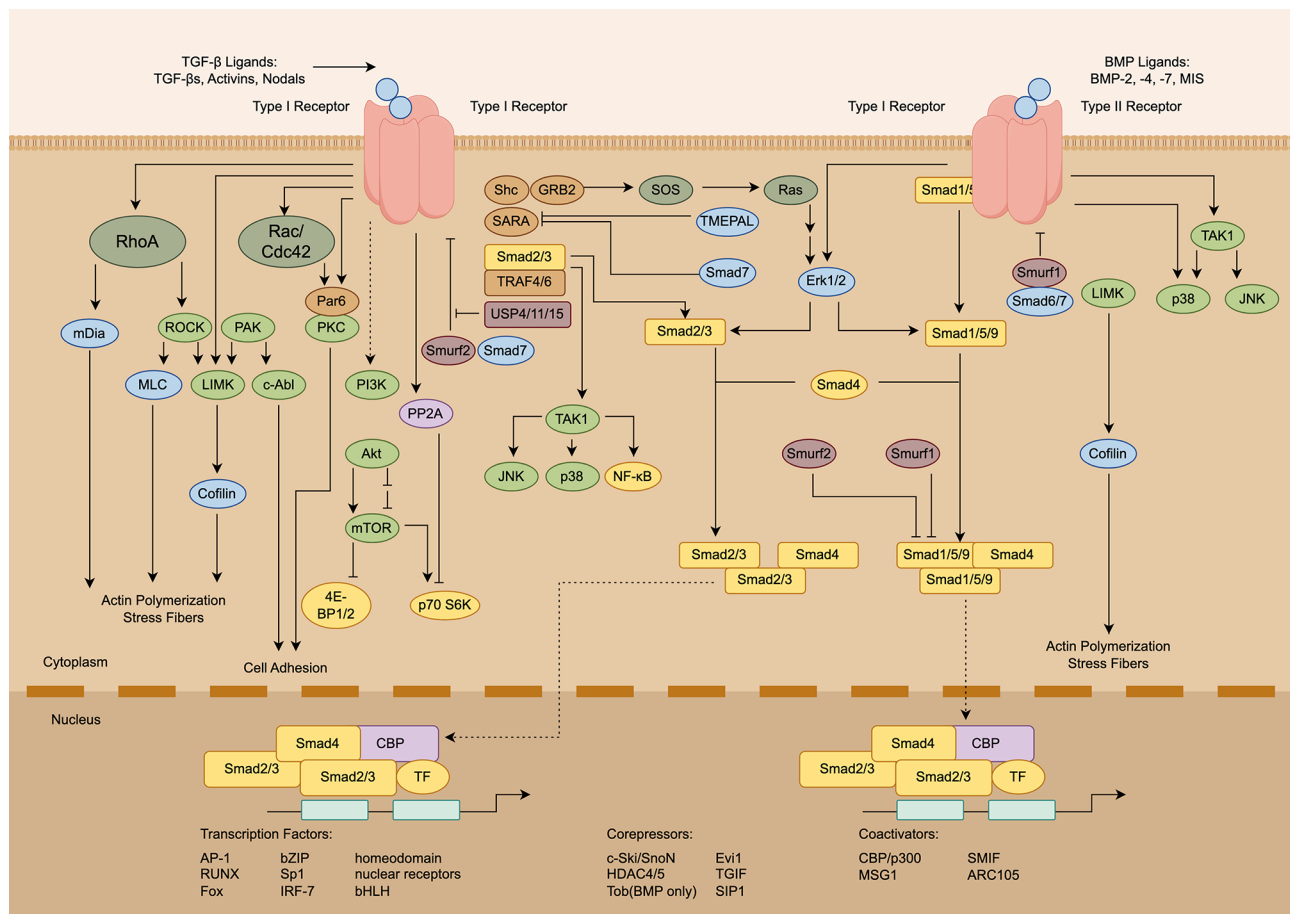 TGF-β Ligands:
TGF-βs, Activins, Nodals
BMP Ligands:
BMP-2, -4, -7, MIS
Type I Receptor
Type I Receptor
Type I Receptor
Type II Receptor
Shc
GRB2
SOS
Ras
Smad1/5
SARA
TMEPAL
RhoA
Rac/
Cdc42
Smad2/3
TRAF4/6
Smad7
Erk1/2
TAK1
Smurf1
Smad6/7
LIMK
p38
JNK
Par6
PKC
USP4/11/15
mDia
ROCK
PAK
Smad2/3
Smad1/5/9
Smurf2
Smad7
MLC
LIMK
c-Abl
PI3K
PP2A
Smad4
TAK1
Akt
Smurf2
Smurf1
Cofilin
JNK
p38
NF-κB
Cofilin
mTOR
Smad2/3
Smad4
Smad2/3
Smad1/5/9
Smad4
Smad1/5/9
4E-
BP1/2
p70 S6K
Actin Polymerization
Stress Fibers
Actin Polymerization
Stress Fibers
Cytoplasm
Cell Adhesion
Nucleus
Smad4
CBP
Smad2/3
Smad2/3
TF
Smad4
CBP
Smad2/3
Smad2/3
TF
Transcription Factors:
AP-1
bZIP
homeodomain
RUNX
Sp1
nuclear receptors
Fox
IRF-7
bHLH
Corepressors:
c-Ski/SnoN
Evi1
HDAC4/5
TGIF
Tob(BMP only)
SIP1
Coactivators:
CBP/p300
SMIF
MSG1
ARC105